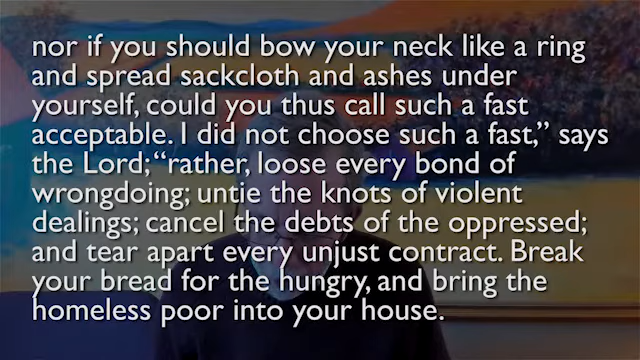 nor if you should bow your neck like a ring
and spread sackcloth and ashes under
yourself, could you thus call such a fast
acceptable. I did not choose such a fast,” says
the Lord; “rather, loose every bond of
wrongdoing; untie the knots of violent
dealings; cancel the debts of the oppressed;
and tear apart every unjust contract. Break
your bread for the hungry, and bring the
homeless poor into your house.